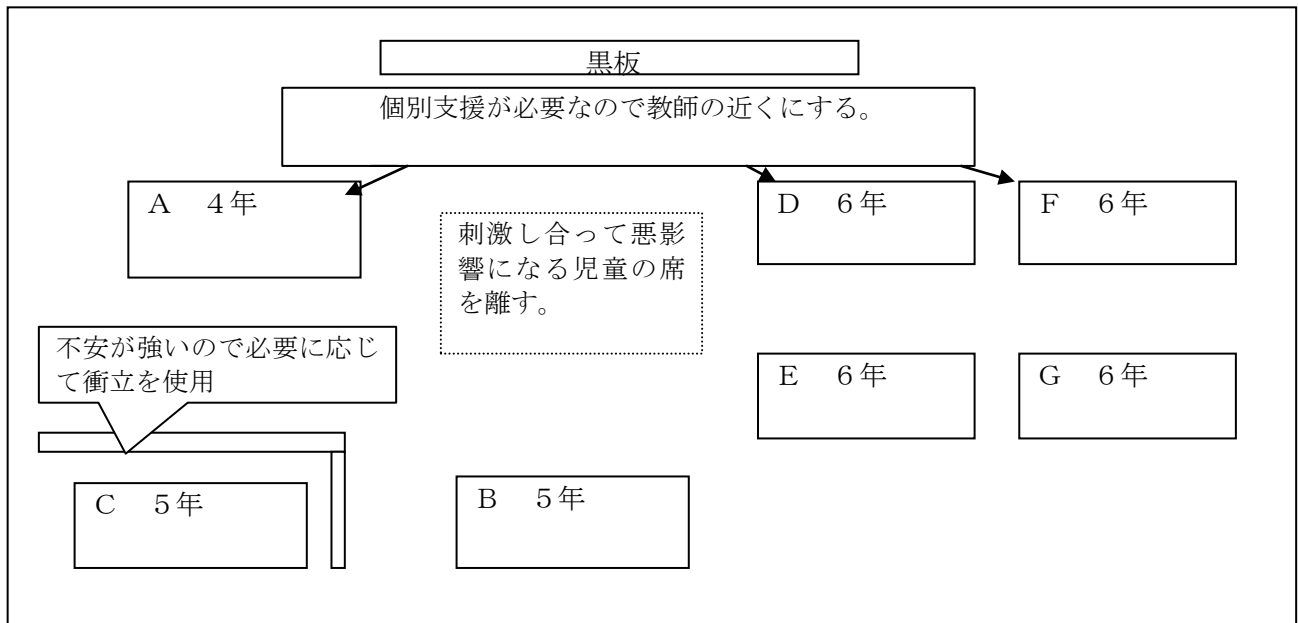 黒板
個別支援が必要なので教師の近くにする。
A　４年
D　６年
F　６年
刺激し合って悪影
響になる児童の席
を離す。
不安が強いので必要に応じ
て衝立を使用
E　６年
G　６年
C　５年
B　５年